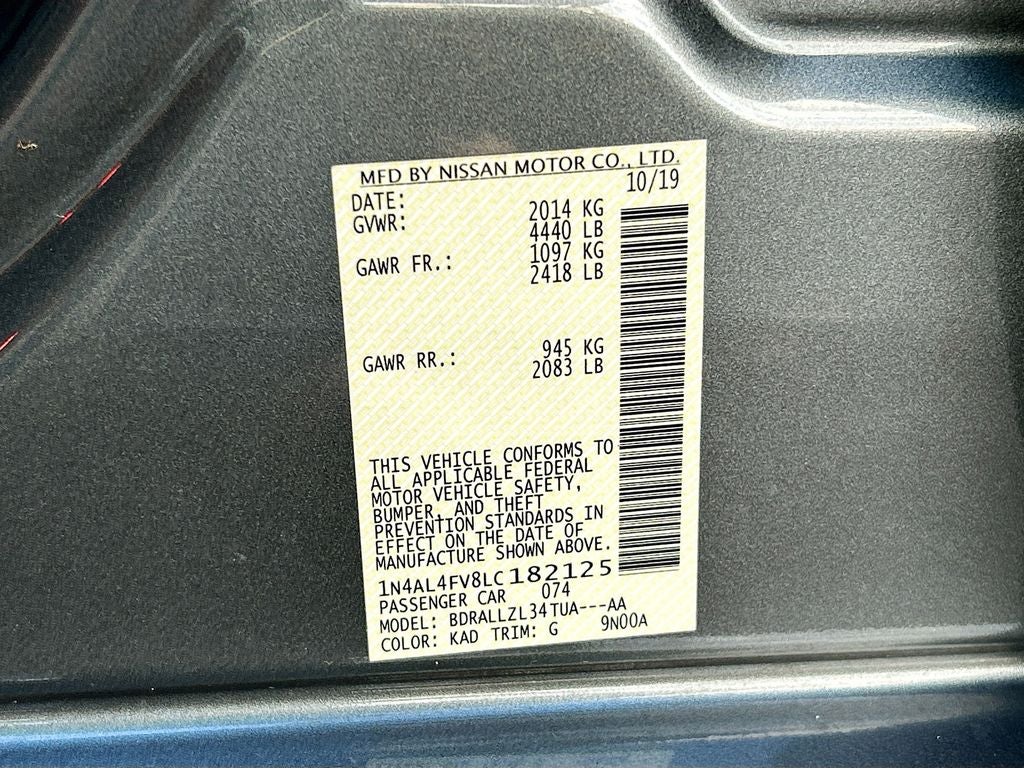 MFD BY NISSAN MOTOR CO., LTD.
DATE: 10/19
GVWR: 2014 KG
4440 LB
GAWR FR.: 1097 KG
2418 LB
GAWR RR.: 945 KG
2083 LB
THIS VEHICLE CONFORMS TO
ALL APPLICABLE FEDERAL
MOTOR VEHICLE SAFETY,
BUMPER, AND THEFT
PREVENTION STANDARDS IN
EFFECT ON THE DATE OF
MANUFACTURE SHOWN ABOVE.
1N4AL4FV8LC182125
PASSENGER CAR 074
MODEL: BDRALLZL34TUA---AA
COLOR: KAD TRIM: G 9N00A